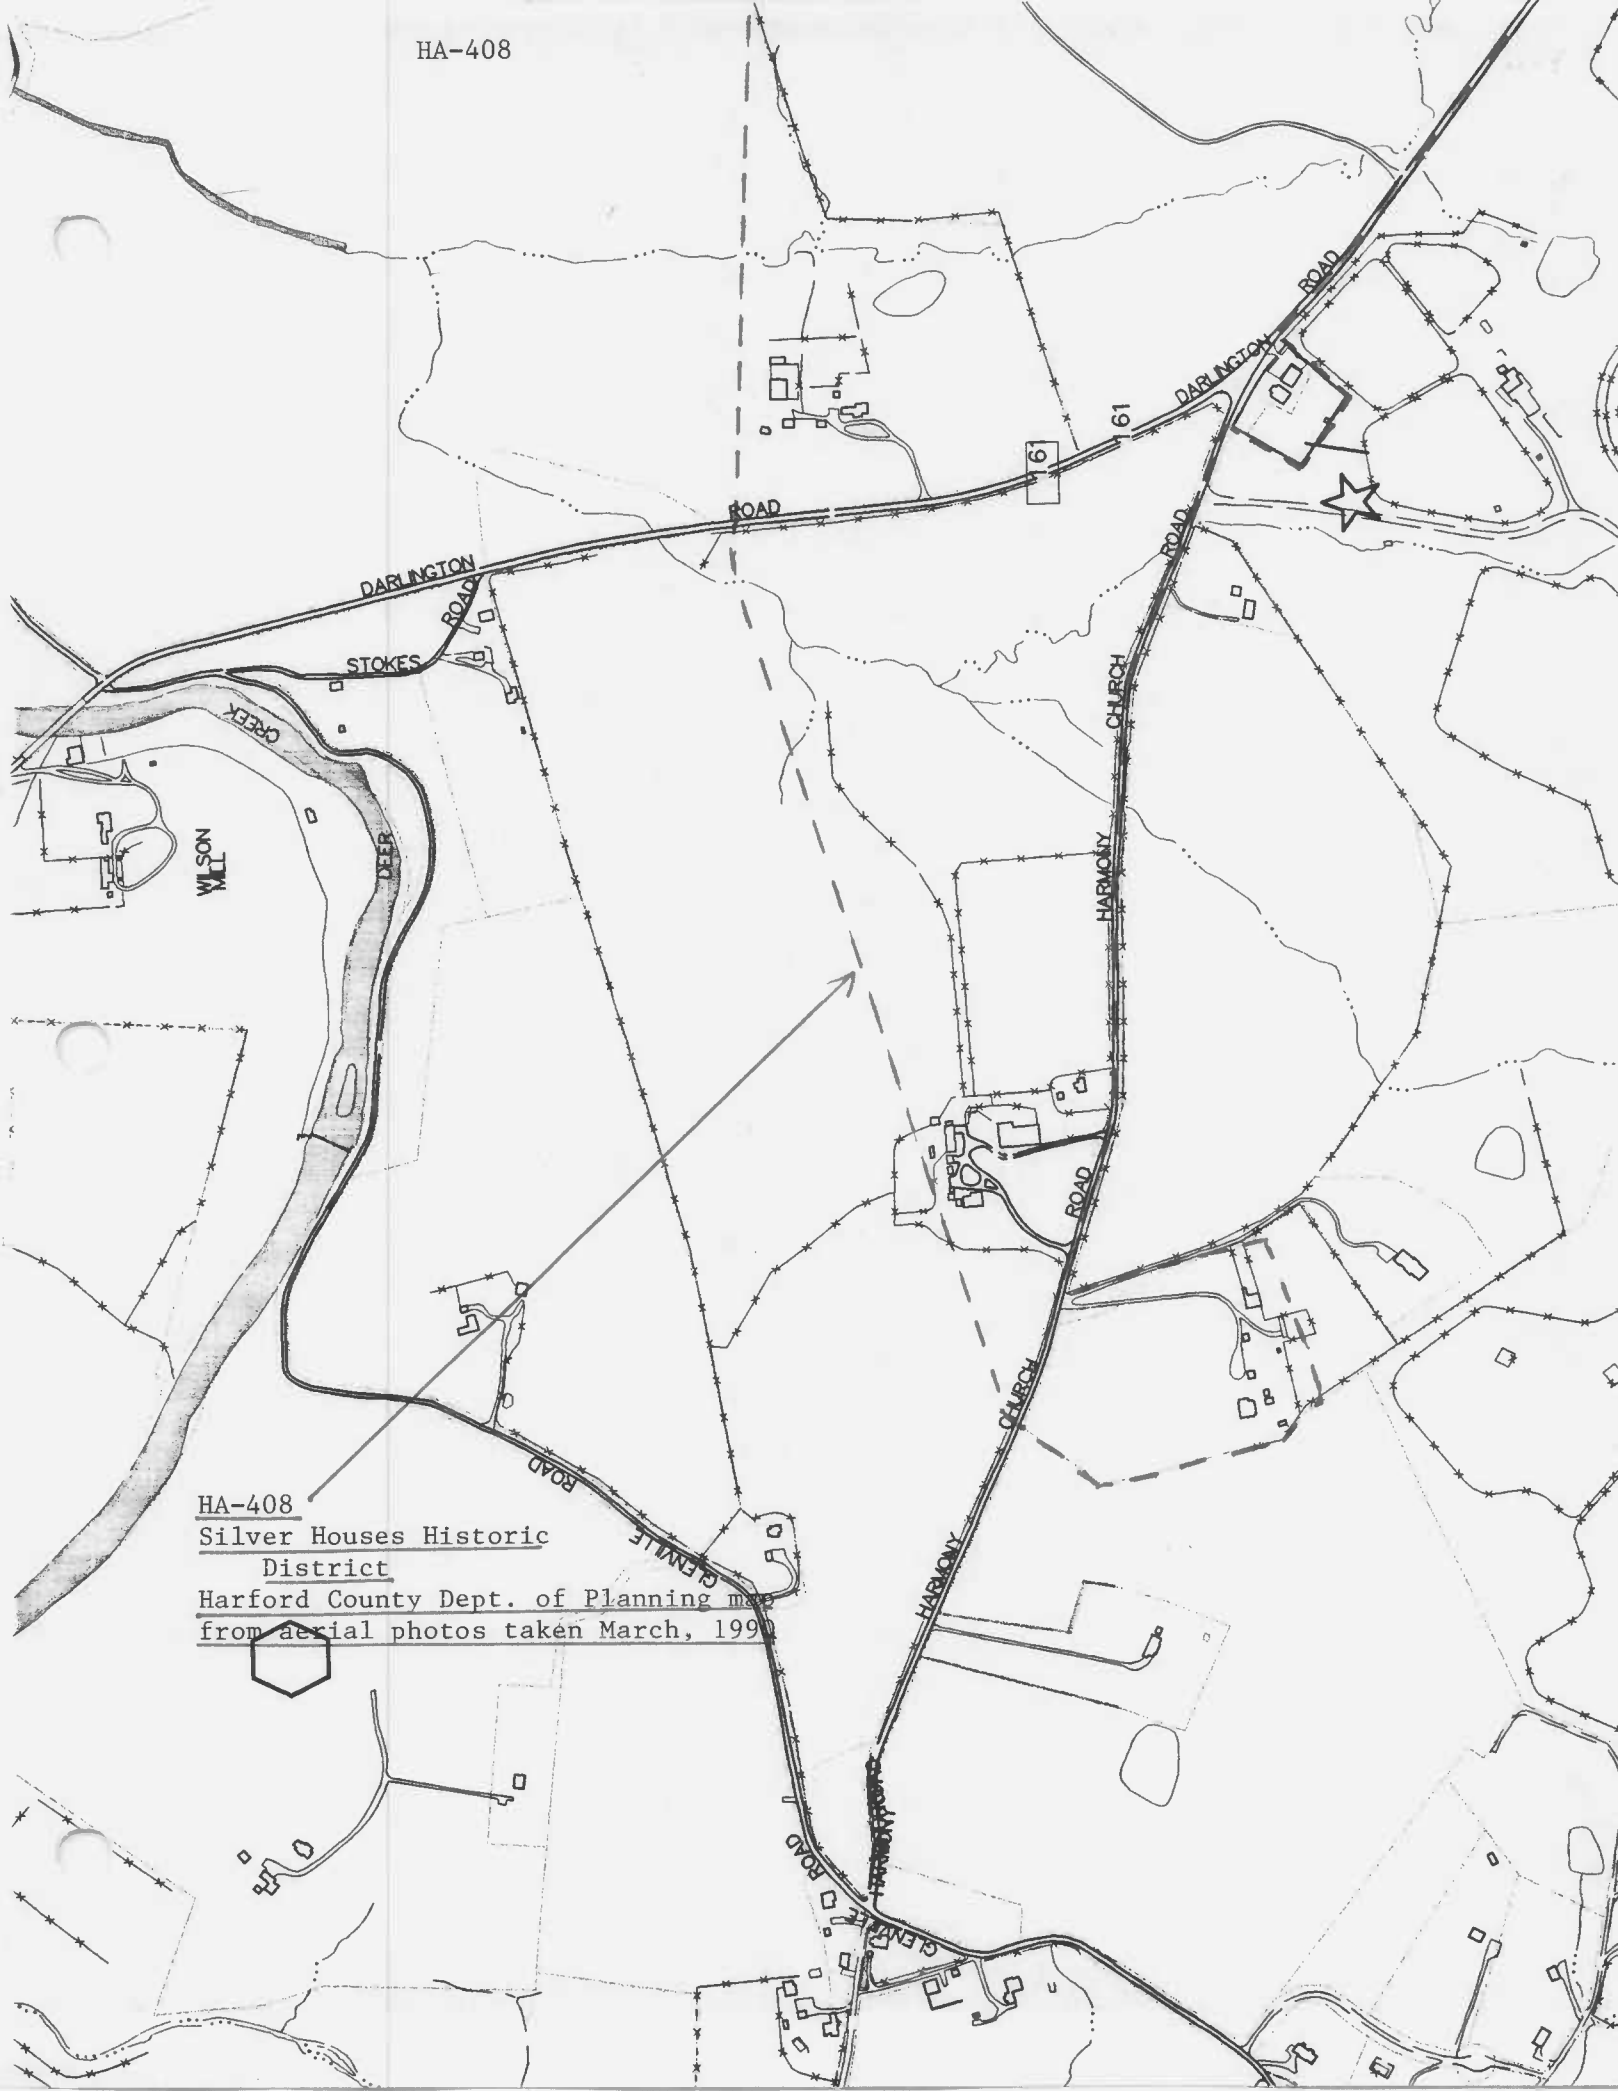 HA-408
ROAD
DARLINGTON
161
161
ROAD
DARLINGTON
ROAD
STOKES
ROAD
CHURCH
CREEK
DEER
WILSON
MILL
HARMONY
ROAD
CHURCH
ROAD
GLENVILLE
HARMONY
HA-408
Silver Houses Historic
District
Harford County Dept. of Planning map
from aerial photos taken March, 1990
HARMONY
ROAD
GLENVILLE